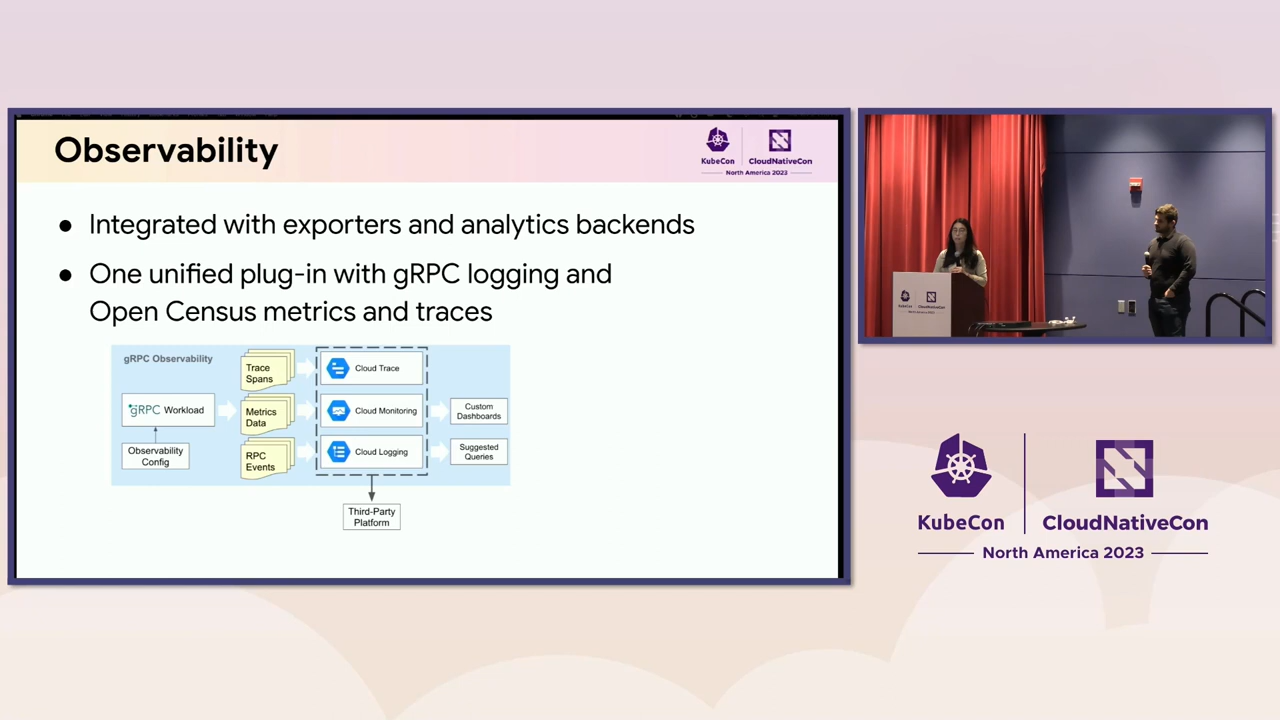 Observability
KubeCon
CloudNativeCon
North America 2023
● Integrated with exporters and analytics backends
● One unified plug-in with gRPC logging and
Open Census metrics and traces
gRPC Observability
Trace
Spans
Cloud Trace
gRPC Workload
Metrics
Data
Cloud Monitoring
Custom
Dashboards
Observability
Config
RPC
Events
Cloud Logging
Suggested
Queries
Third-Party
Platform
KubeCon
CloudNativeCon
North America 2023